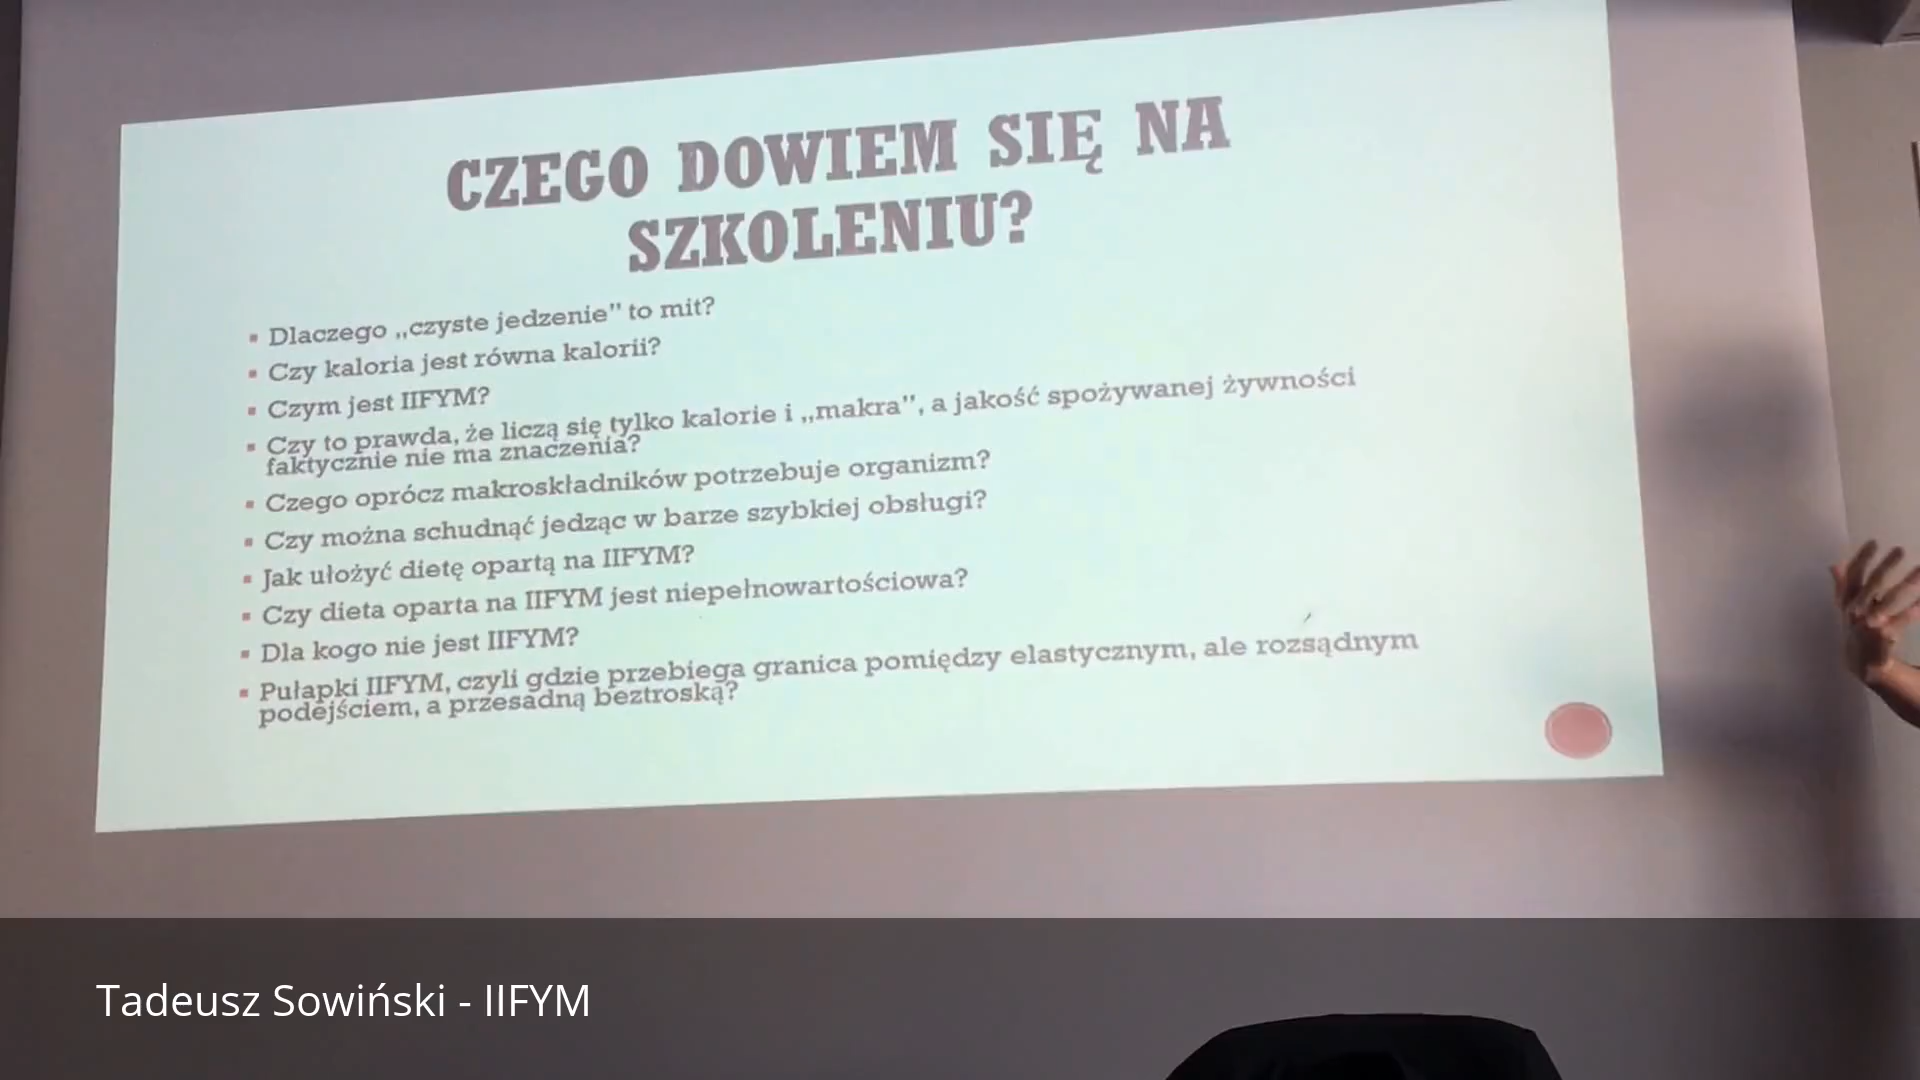 CZEGO DOWIEM SIĘ NA
SZKOLENIU?
▪ Dlaczego ,,czyste jedzenie" to mit?
▪ Czy kaloria jest równa kalorii?
▪ Czym jest IIFYM?
▪ Czy to prawda, że liczą się tylko kalorie i ,,makra", a jakość spożywanej żywności
faktycznie nie ma znaczenia?
▪ Czego oprócz makroskładników potrzebuje organizm?
▪ Czy można schudnąć jedząc w barze szybkiej obsługi?
▪ Jak ułożyć dietę opartą na IIFYM?
▪ Czy dieta oparta na IIFYM jest niepełnowartościowa?
▪ Dla kogo nie jest IIFYM?
▪ Pułapki IIFYM, czyli gdzie przebiega granica pomiędzy elastycznym, ale rozsądnym
podejściem, a przesadną beztroską?
Tadeusz Sowiński - IIFYM